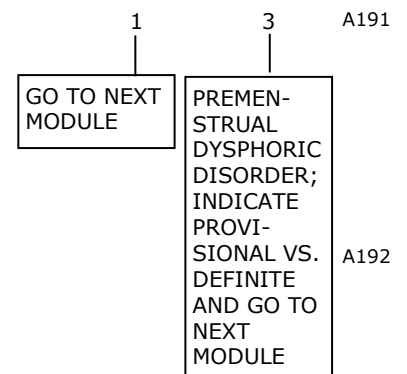 1 3 A191
GO TO NEXT
MODULE
PREMEN-
STRUAL
DYSPHORIC
DISORDER;
INDICATE
PROVI-
SIONAL VS.
DEFINITE
AND GO TO
NEXT
MODULE
A192